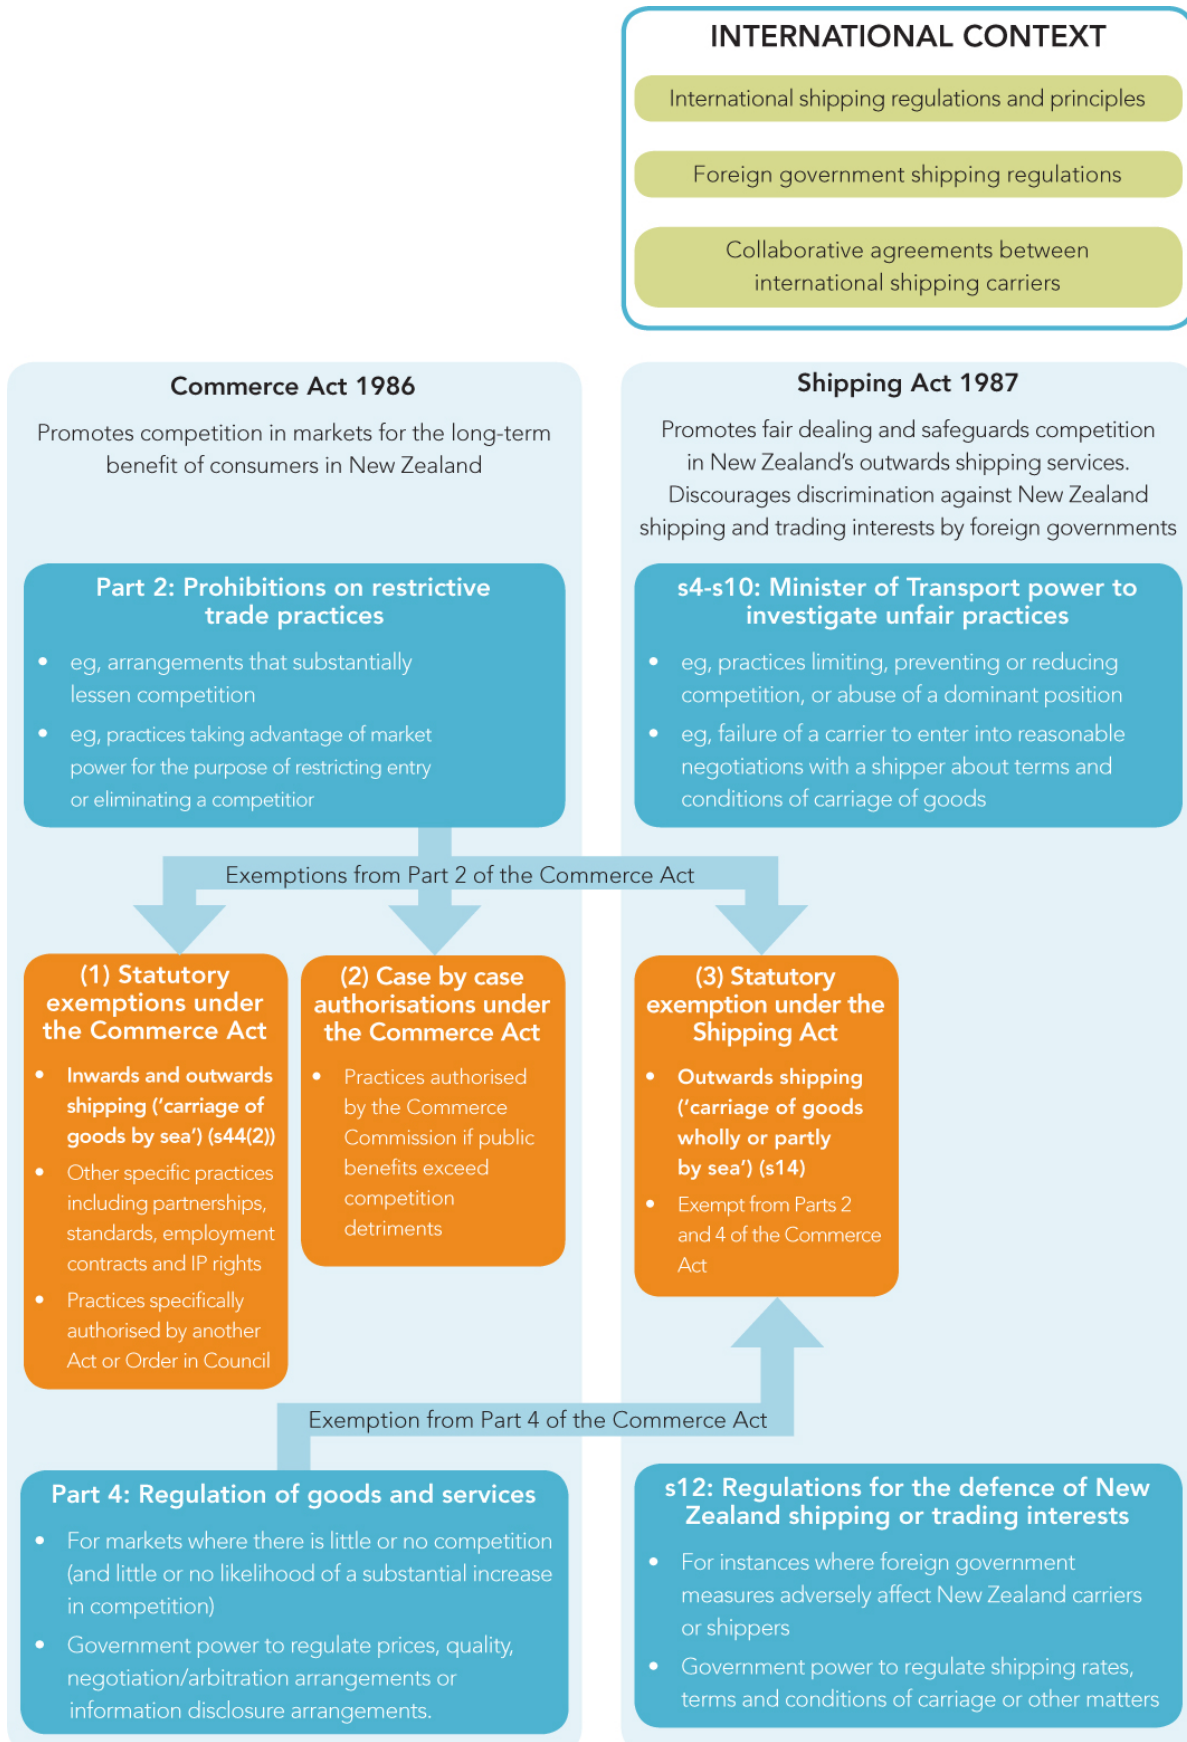 INTERNATIONAL CONTEXT
International shipping regulations and principles
Foreign government shipping regulations
Collaborative agreements between
international shipping carriers
Commerce Act 1986
Promotes competition in markets for the long-term
benefit of consumers in New Zealand
Shipping Act 1987
Promotes fair dealing and safeguards competition
in New Zealand's outwards shipping services.
Discourages discrimination against New Zealand
shipping and trading interests by foreign governments
Part 2: Prohibitions on restrictive
trade practices
• eg, arrangements that substantially
lessen competition
• eg, practices taking advantage of market
power for the purpose of restricting entry
or eliminating a competitior
s4-s10: Minister of Transport power to
investigate unfair practices
• eg, practices limiting, preventing or reducing
competition, or abuse of a dominant position
• eg, failure of a carrier to enter into reasonable
negotiations with a shipper about terms and
conditions of carriage of goods
Exemptions from Part 2 of the Commerce Act
(1) Statutory
exemptions under
the Commerce Act
• Inwards and outwards
shipping ('carriage of
goods by sea') (s44(2))
• Other specific practices
including partnerships,
standards, employment
contracts and IP rights
• Practices specifically
authorised by another
Act or Order in Council
(2) Case by case
authorisations under
the Commerce Act
• Practices authorised
by the Commerce
Commission if public
benefits exceed
competition
detriments
(3) Statutory
exemption under the
Shipping Act
• Outwards shipping
('carriage of goods
wholly or partly
by sea') (s14)
• Exempt from Parts 2
and 4 of the Commerce
Act
Exemption from Part 4 of the Commerce Act
Part 4: Regulation of goods and services
• For markets where there is little or no competition
(and little or no likelihood of a substantial increase
in competition)
• Government power to regulate prices, quality,
negotiation/arbitration arrangements or
information disclosure arrangements.
s12: Regulations for the defence of New
Zealand shipping or trading interests
• For instances where foreign government
measures adversely affect New Zealand carriers
or shippers
• Government power to regulate shipping rates,
terms and conditions of carriage or other matters